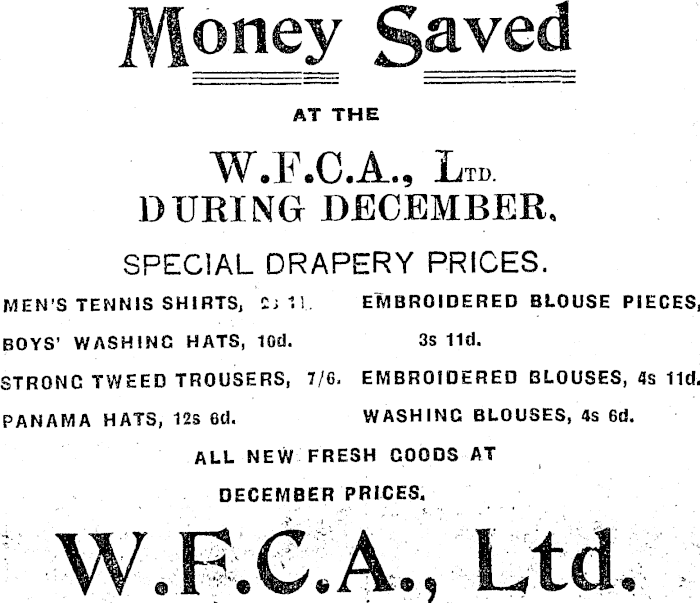 Money Saved
AT THE
W.F.C.A., LTD.
DURING DECEMBER.
SPECIAL DRAPERY PRICES.
MEN'S TENNIS SHIRTS,
BOYS' WASHING HATS, 10d.
STRONG TWEED TROUSERS, 7/6.
PANAMA HATS, 12s 6d.
EMBROIDERED BLOUSE PIECES,
3s 11d.
EMBROIDERED BLOUSES, 4s 11d.
WASHING BLOUSES, 4s 6d.
ALL NEW FRESH GOODS AT
DECEMBER PRICES.
W.F.C.A., Ltd.